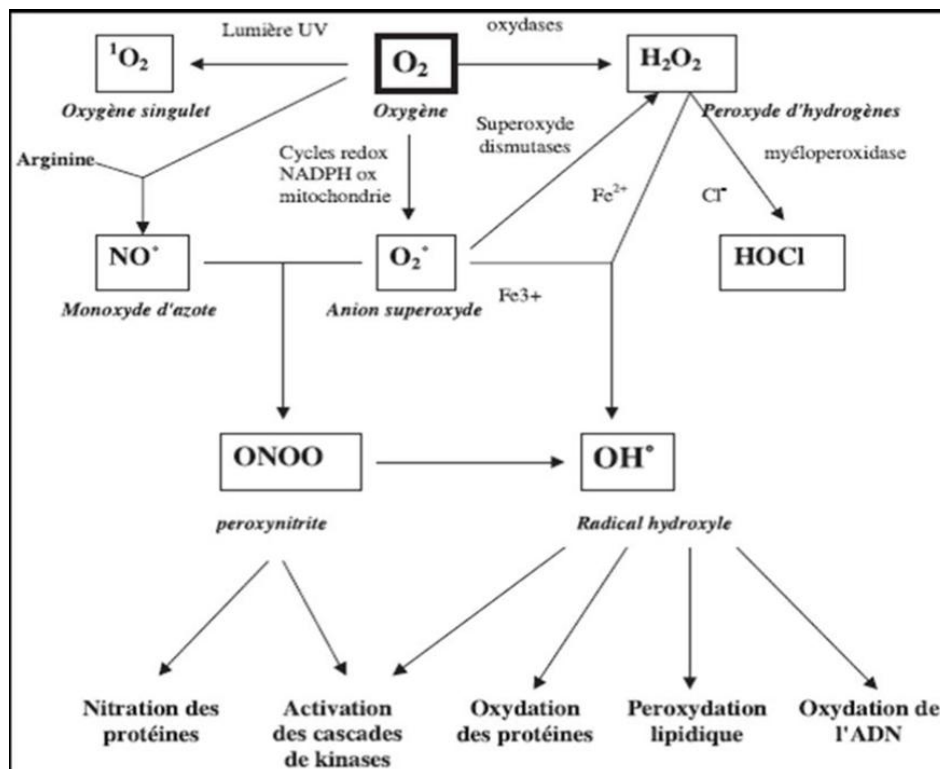 Lumière UV
oxydases
¹O₂
O₂
H₂O₂
Oxygène singulet
Oxygène
Peroxyde d'hydrogènes
Arginine
Cycles redox
NADPH ox
mitochondrie
Superoxyde
dismutases
myéloperoxidase
Fe²⁺
Cl⁻
NO°
O₂°
HOCl
Monoxyde d'azote
Anion superoxyde
Fe3+
ONOO
OH°
peroxynitrite
Radical hydroxyle
Nitration des
protéines
Activation
des cascades
de kinases
Oxydation
des protéines
Peroxydation
lipidique
Oxydation de
l'ADN